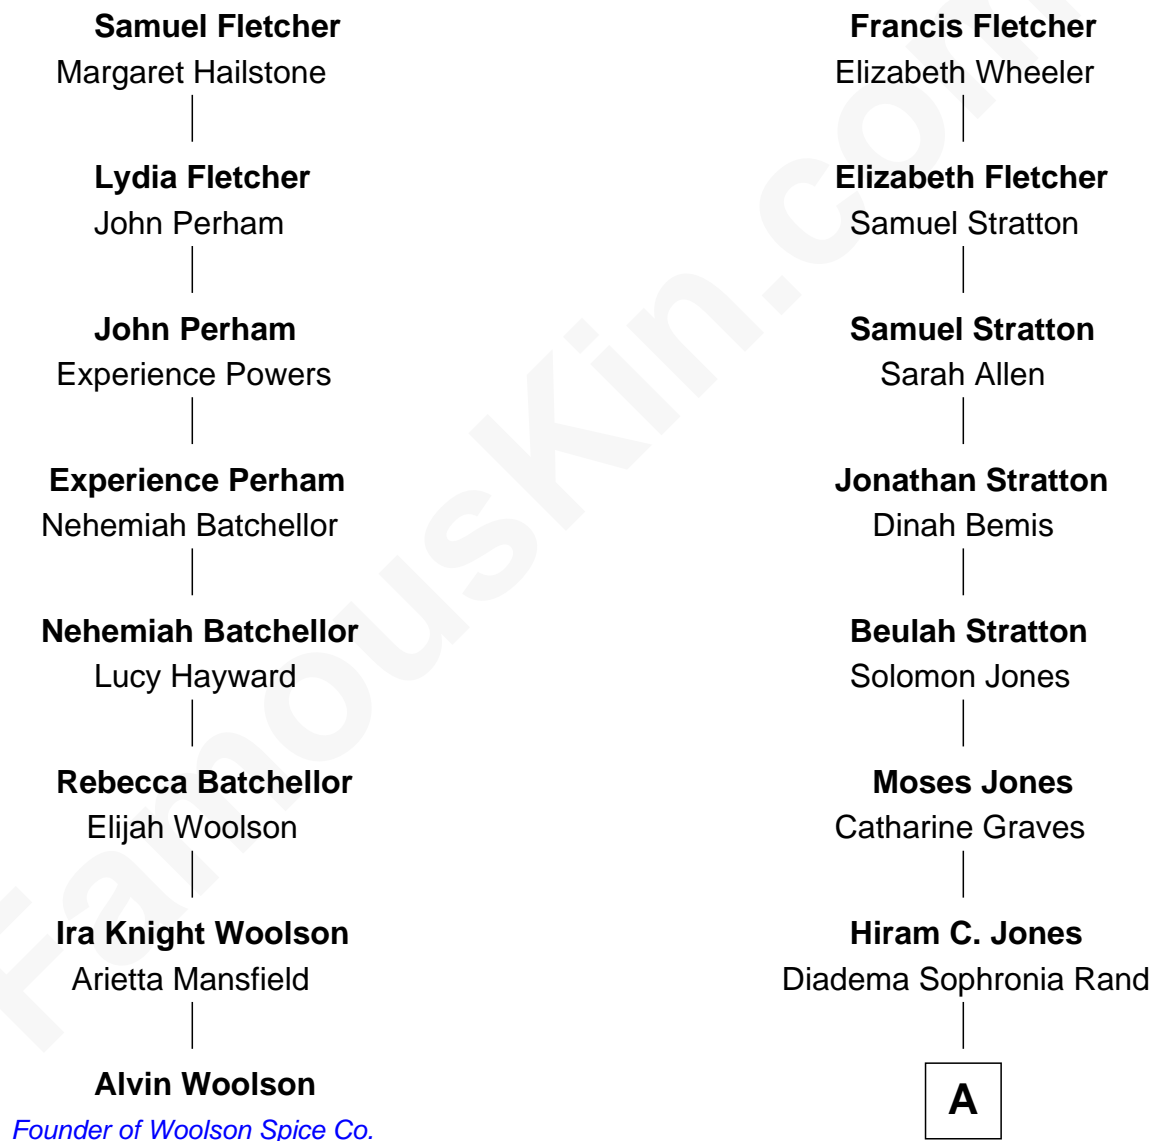 Samuel Fletcher
Margaret Hailstone
Lydia Fletcher
John Perham
John Perham
Experience Powers
Experience Perham
Nehemiah Batchellor
Nehemiah Batchellor
Lucy Hayward
Rebecca Batchellor
Elijah Woolson
Ira Knight Woolson
Arietta Mansfield
Alvin Woolson
Founder of Woolson Spice Co.
Francis Fletcher
Elizabeth Wheeler
Elizabeth Fletcher
Samuel Stratton
Samuel Stratton
Sarah Allen
Jonathan Stratton
Dinah Bemis
Beulah Stratton
Solomon Jones
Moses Jones
Catharine Graves
Hiram C. Jones
Diadema Sophronia Rand
A
FamousKin.com